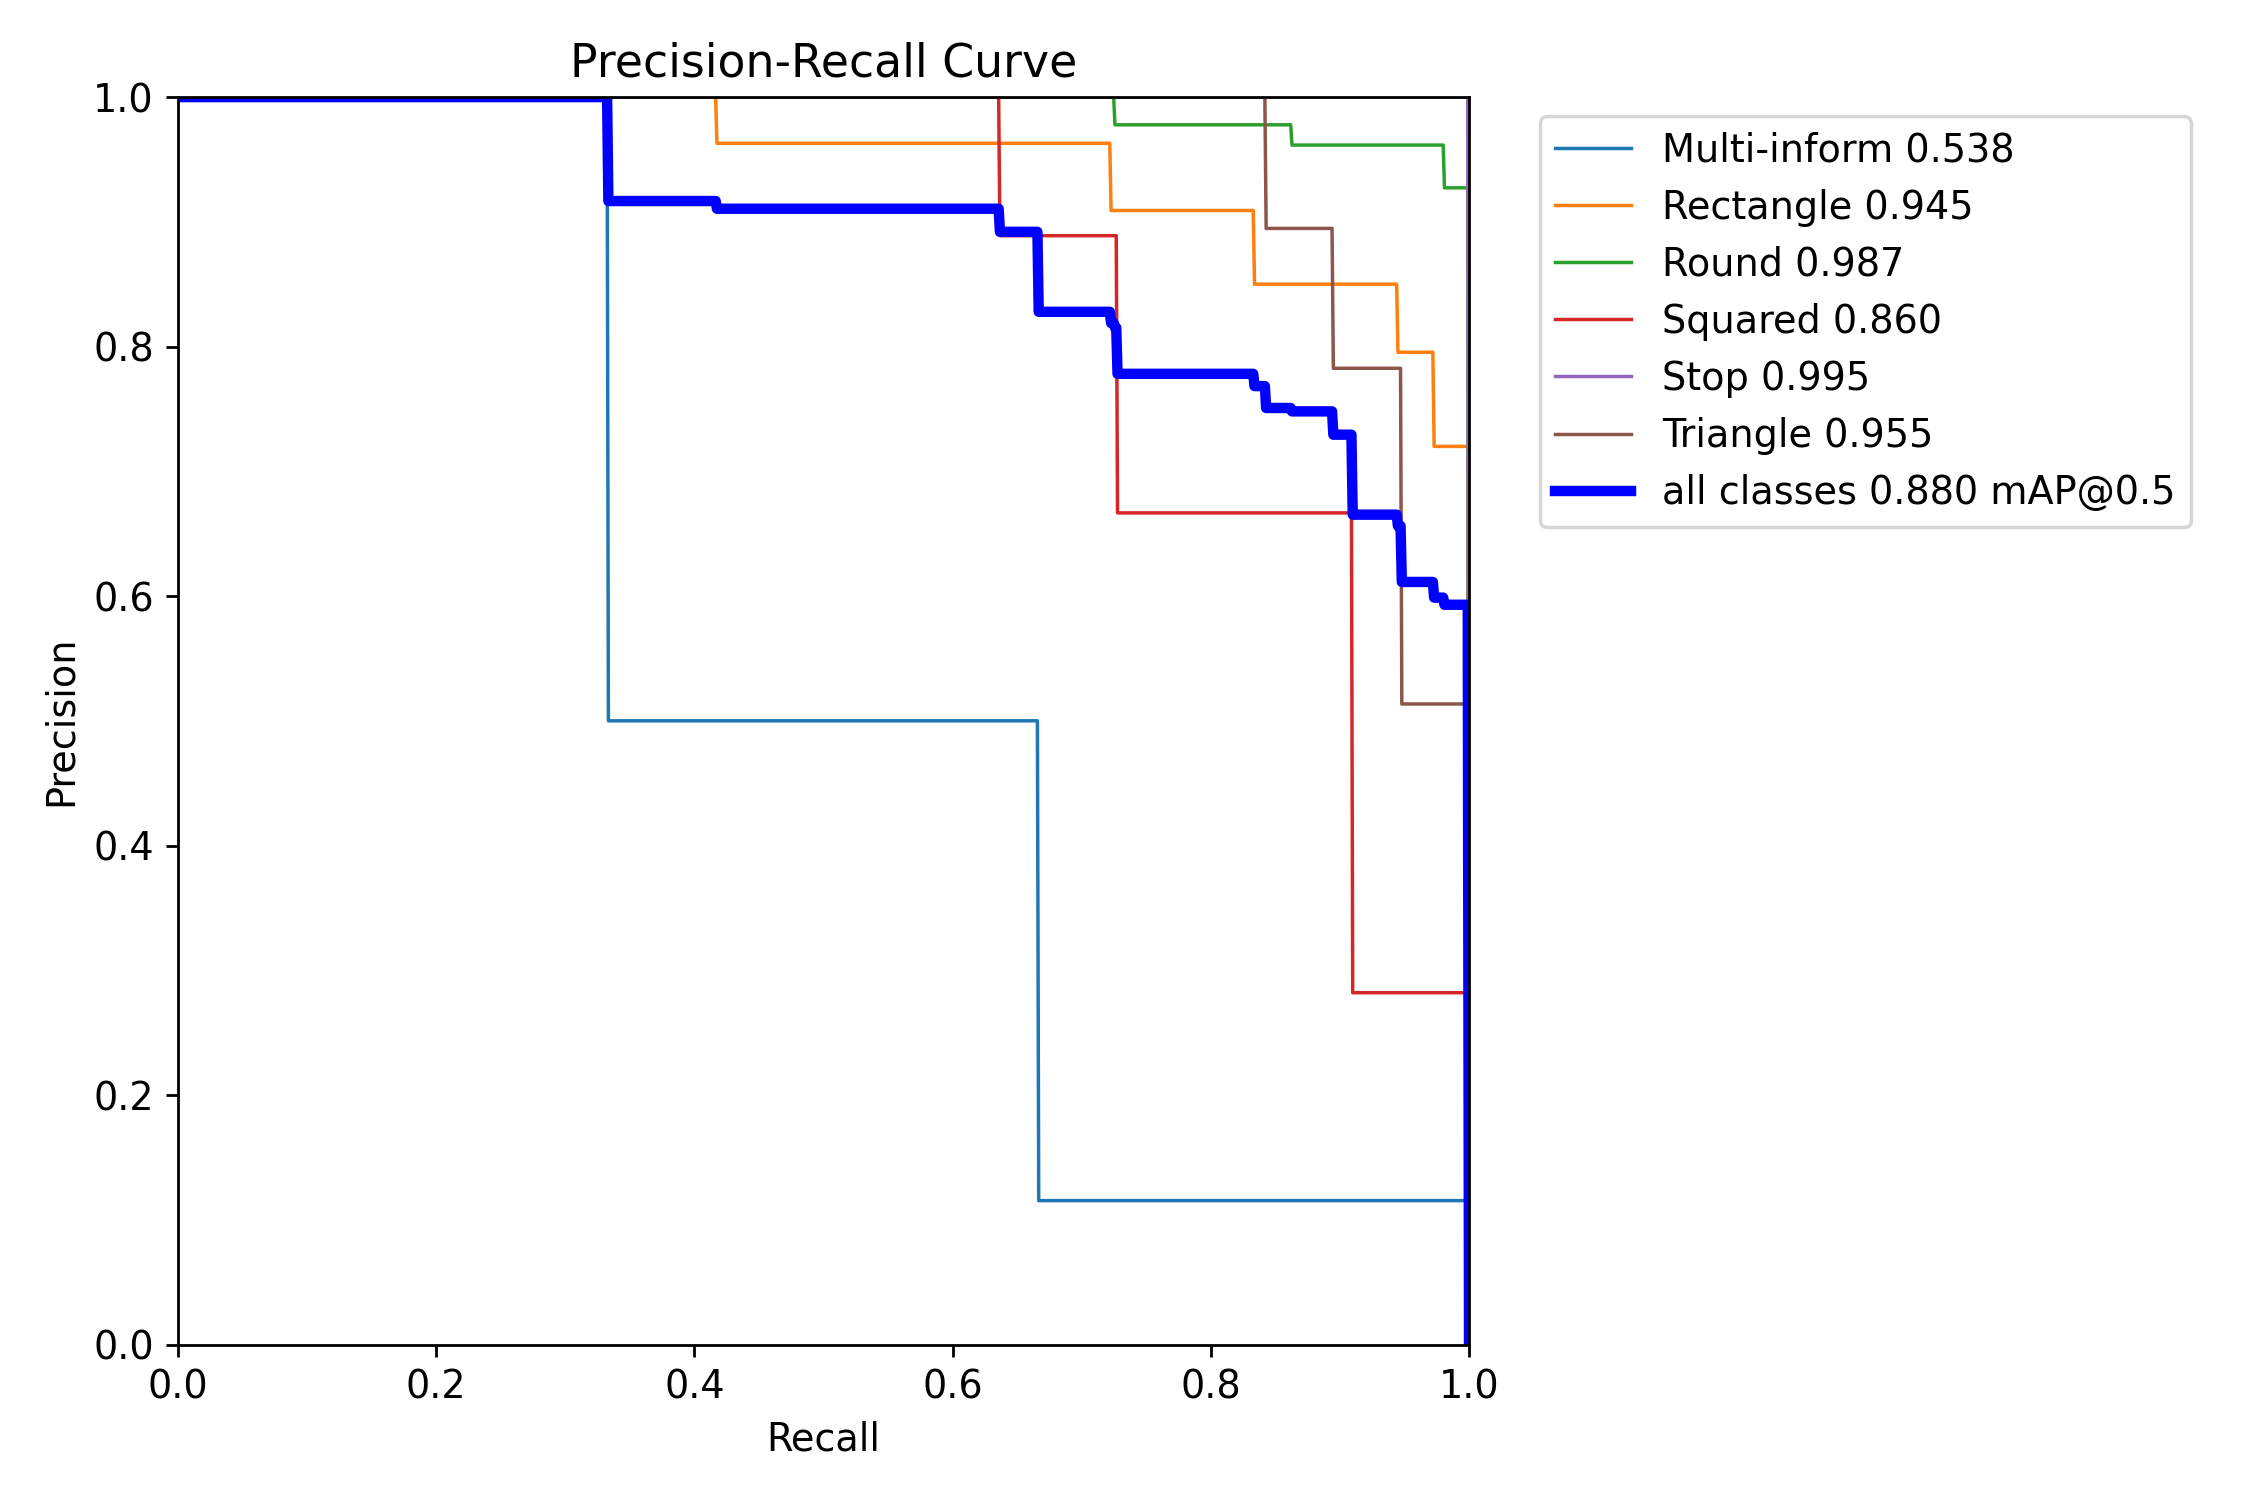 Precision-Recall Curve
1.0
0.8
0.6
0.4
0.2
0.0
Precision
0.0 0.2 0.4 0.6 0.8 1.0
Recall
Multi-inform 0.538
Rectangle 0.945
Round 0.987
Squared 0.860
Stop 0.995
Triangle 0.955
all classes 0.880 mAP@0.5